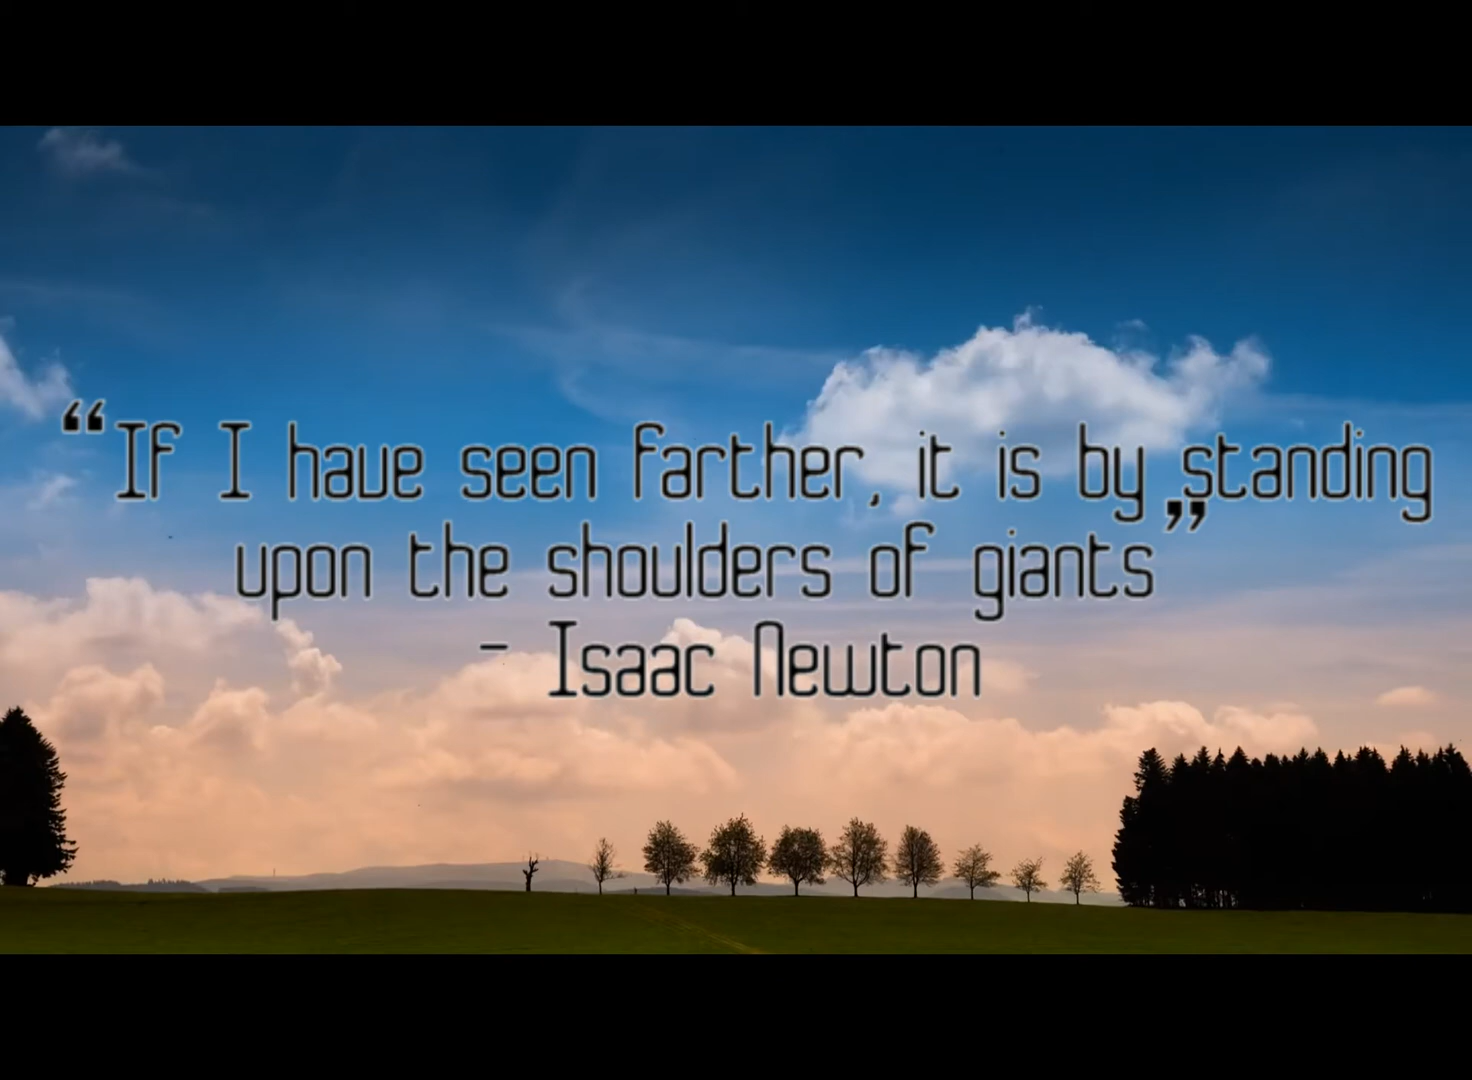 “If I have seen farther, it is by standing
upon the shoulders of giants”
- Isaac Newton